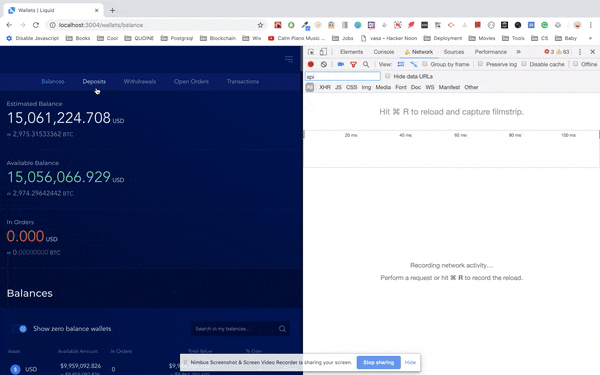 Wallets | Liquid
localhost:3004/wallets/balance
Disable Javascript Books Cool QUOINE Postgrsql Blockchain Wix Calm Piano Music ... Jobs vasa – Hacker Noon Deployment Movies Tools CS Baby
Elements Console Network Sources Performance 3 63
Group by frame Preserve log Disable cache Offline
api Hide data URLs
All XHR JS CSS Img Media Font Doc WS Manifest Other
Balances Deposits Withdrawals Open Orders Transactions
Estimated Balance
15,061,224.708 USD
≈ 2,975.31533362 BTC
Available Balance
15,056,066.929 USD
≈ 2,974.29642442 BTC
In Orders
0.000 USD
≈ 0.00000000 BTC
Balances
Show zero balance wallets Search in my balances...
Asset Available Amount In Orders Total Value % Gain
$ USD $9,959,092.826 0
Hit ⌘ R to reload and capture filmstrip.
20 ms 40 ms 60 ms 80 ms 100 ms
Recording network activity...
Perform a request or hit ⌘ R to record the reload.
Nimbus Screenshot & Screen Video Recorder is sharing your screen. Stop sharing Hide